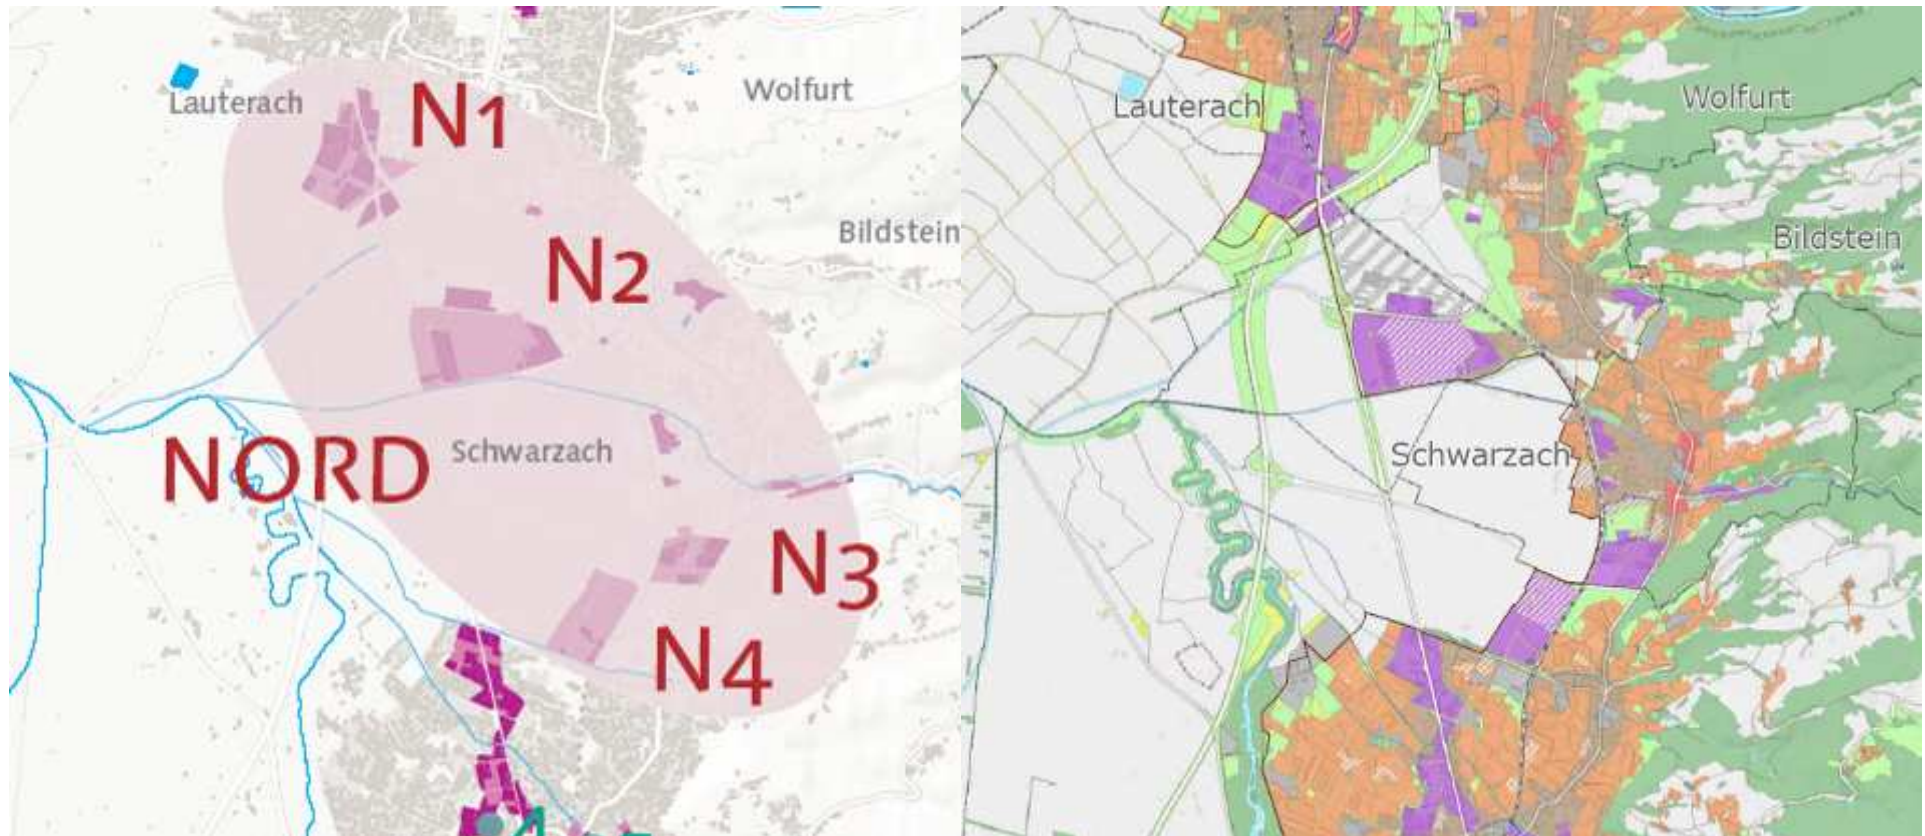 N1
Lauterach
Wolfurt
Bildstein
N2
NORD
Schwarzach
N3
N4
Lauterach
Wolfurt
Bildstein
Schwarzach